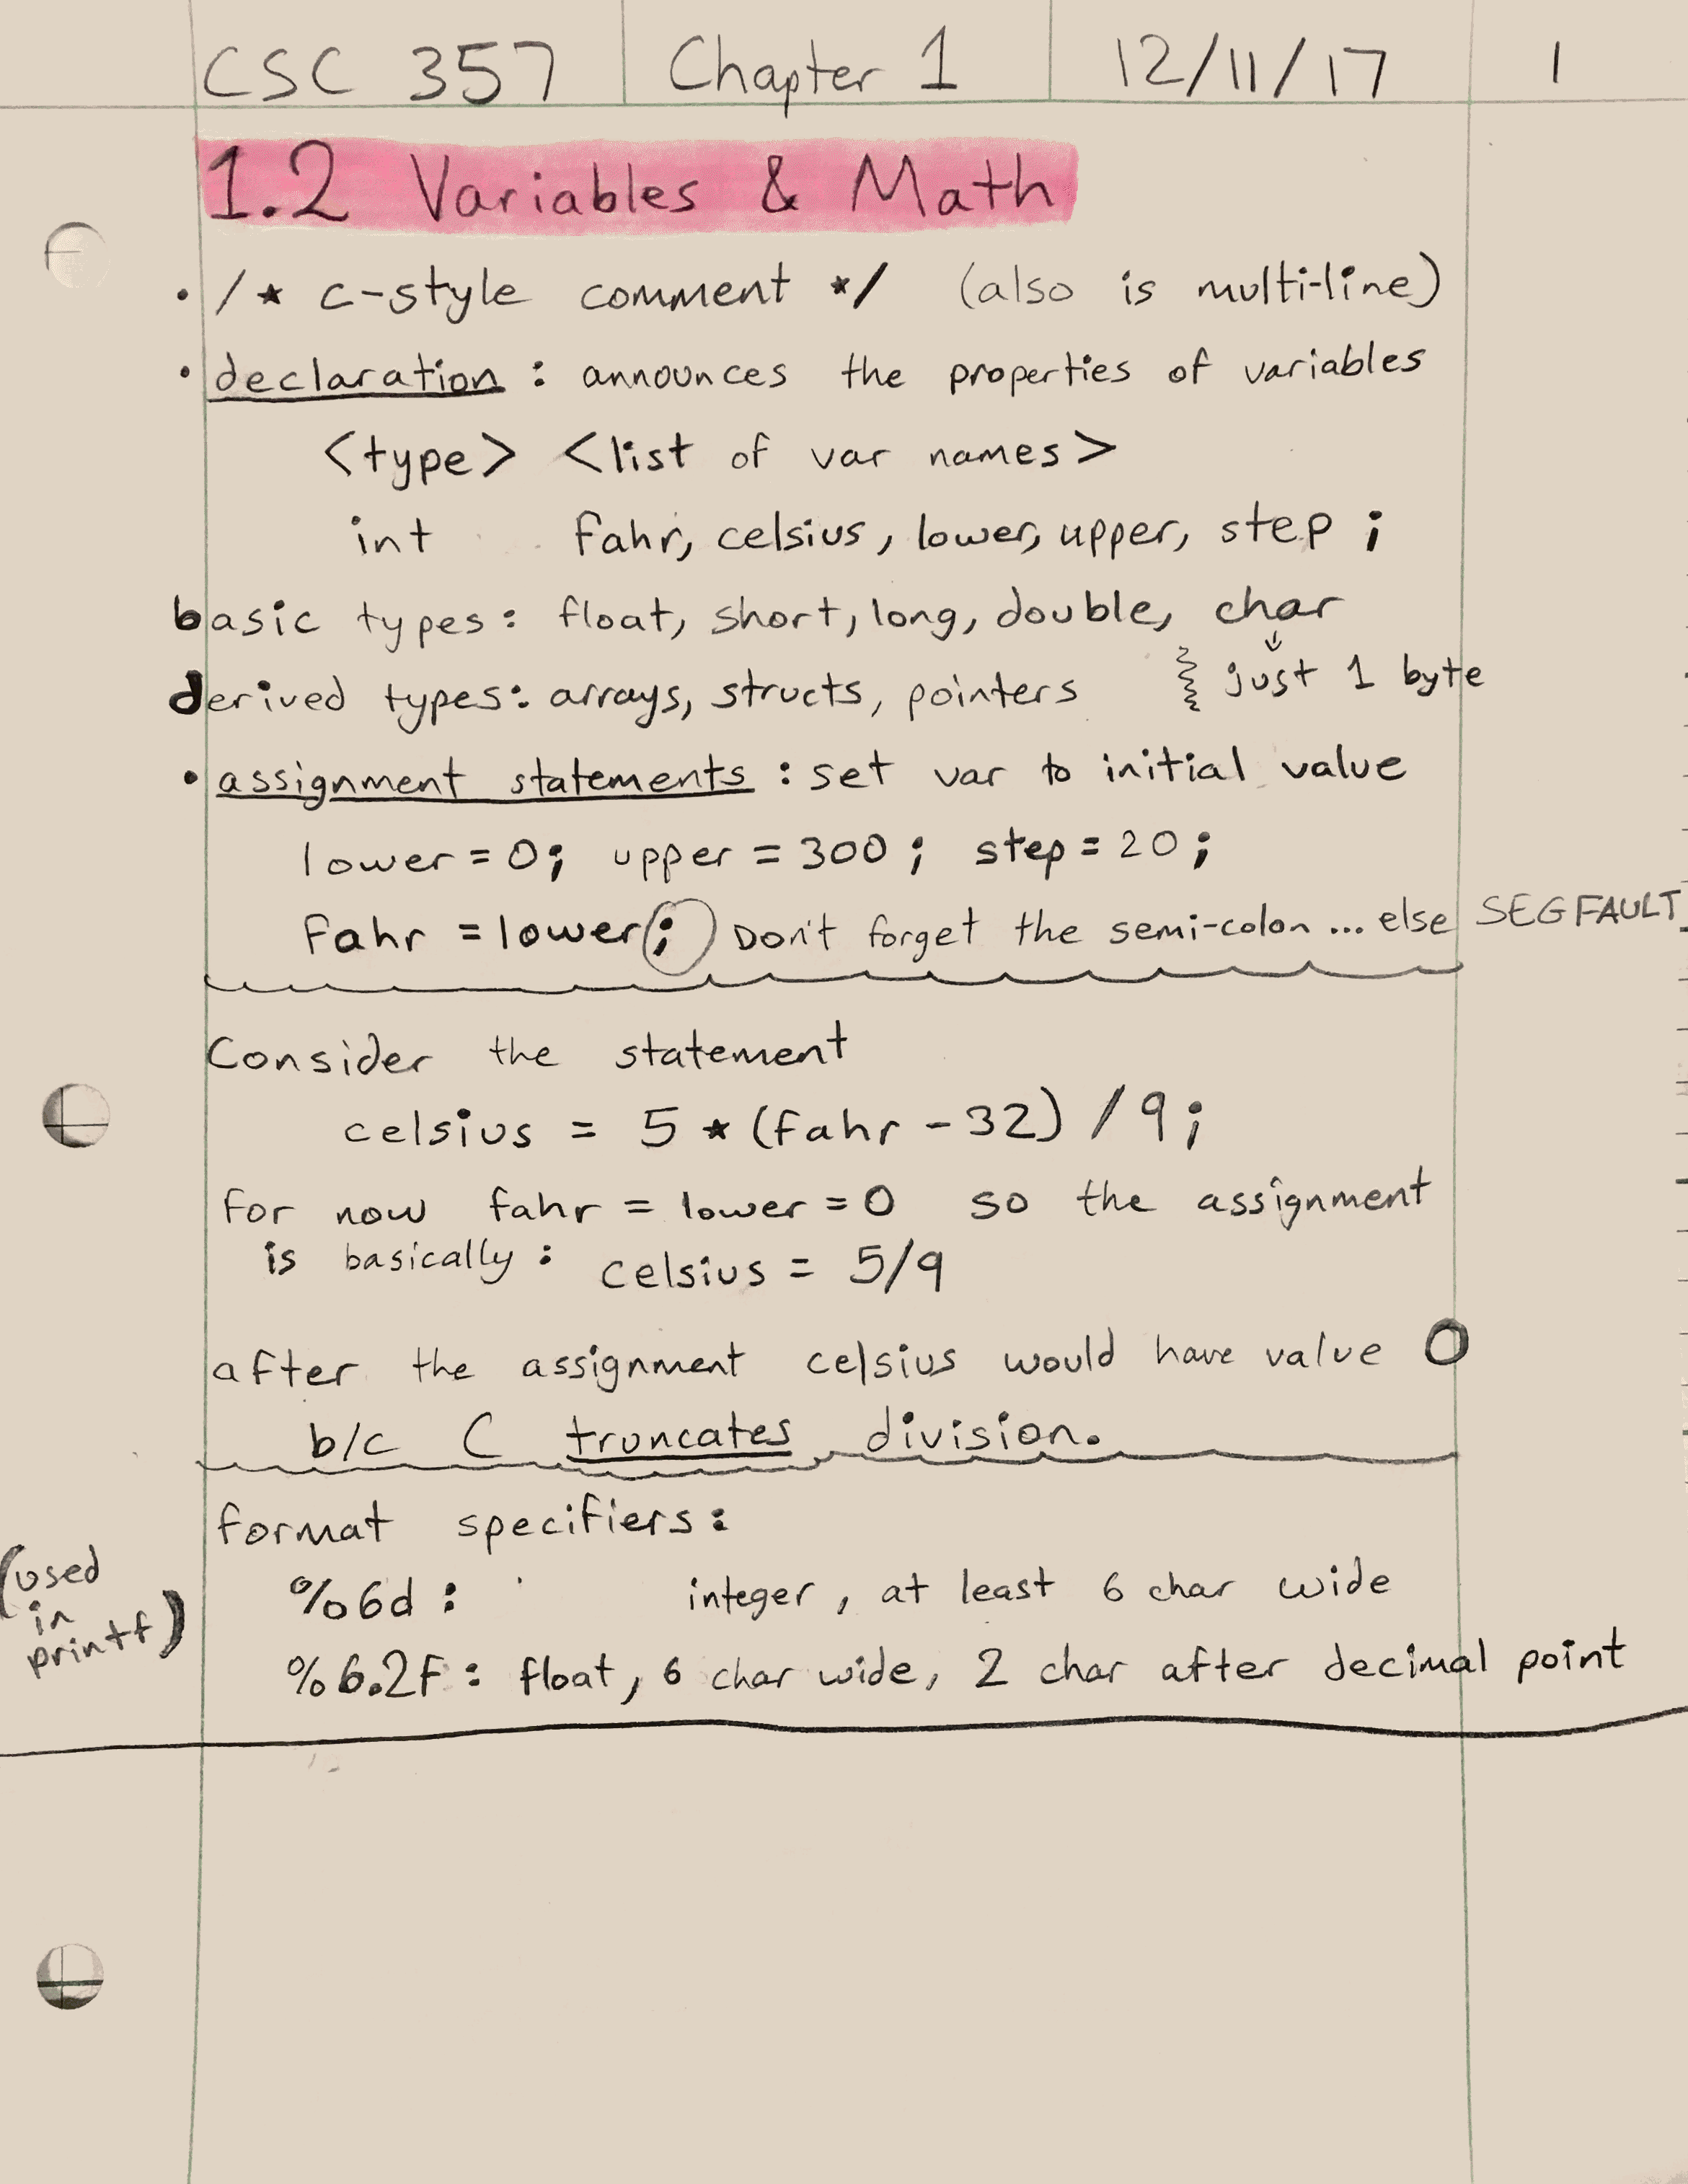 CSC 357 Chapter 1 12/11/17 1
1.2 Variables & Math
• /* c-style comment */ (also is multi-line)
• declaration: announces the properties of variables
<type> <list of var names>
int fahr, celsius, lower, upper, step;
basic types: float, short, long, double, char
↓
derived types: arrays, structs, pointers } just 1 byte
• assignment statements: set var to initial value
lower = 0; upper = 300; step = 20;
fahr = lower; Don't forget the semi-colon... else SEGFAULT
Consider the statement
celsius = 5 * (fahr - 32) / 9;
for now fahr = lower = 0 so the assignment
is basically: celsius = 5/9
after the assignment celsius would have value 0
b/c C truncates division.
format specifiers:
(used
in
printf)
%6d: integer, at least 6 char wide
%6.2f: float, 6 char wide, 2 char after decimal point